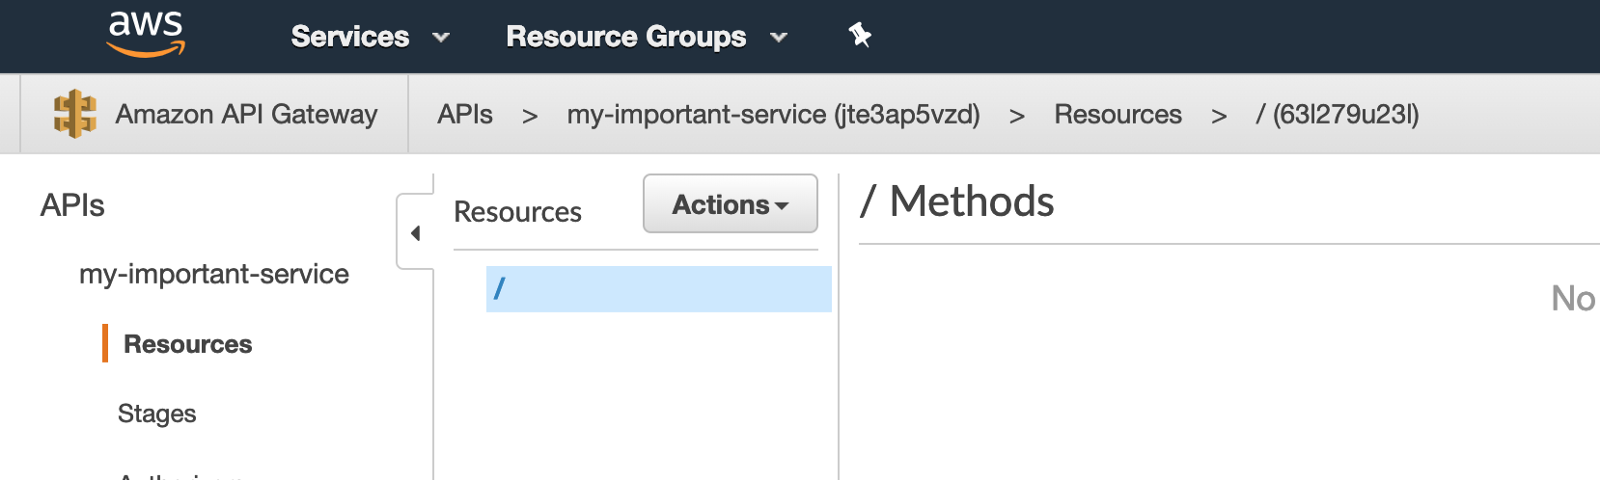 aws Services Resource Groups
Amazon API Gateway APIs > my-important-service (jte3ap5vzd) > Resources > / (63l279u23l)
APIs
my-important-service
Resources
Stages
Resources Actions
/
/ Methods
No